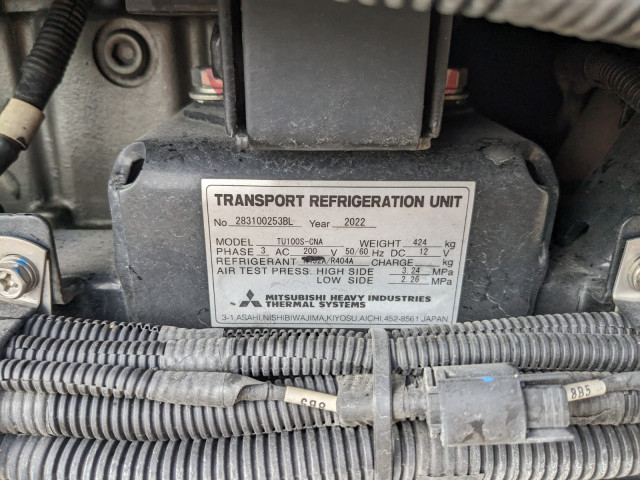 TRANSPORT REFRIGERATION UNIT
No 283100253BL Year 2022
MODEL TU100S-CNA WEIGHT 424 kg
PHASE 3 AC 200 V 50/60 Hz DC 12 V
REFRIGERANT /R404A CHARGE kg
AIR TEST PRESS. HIGH SIDE 3.24 MPa
LOW SIDE 2.26 MPa
MITSUBISHI HEAVY INDUSTRIES
THERMAL SYSTEMS
3-1,ASAHI,NISHIBIWAJIMA,KIYOSU,AICHI,452-8561,JAPAN
8B5